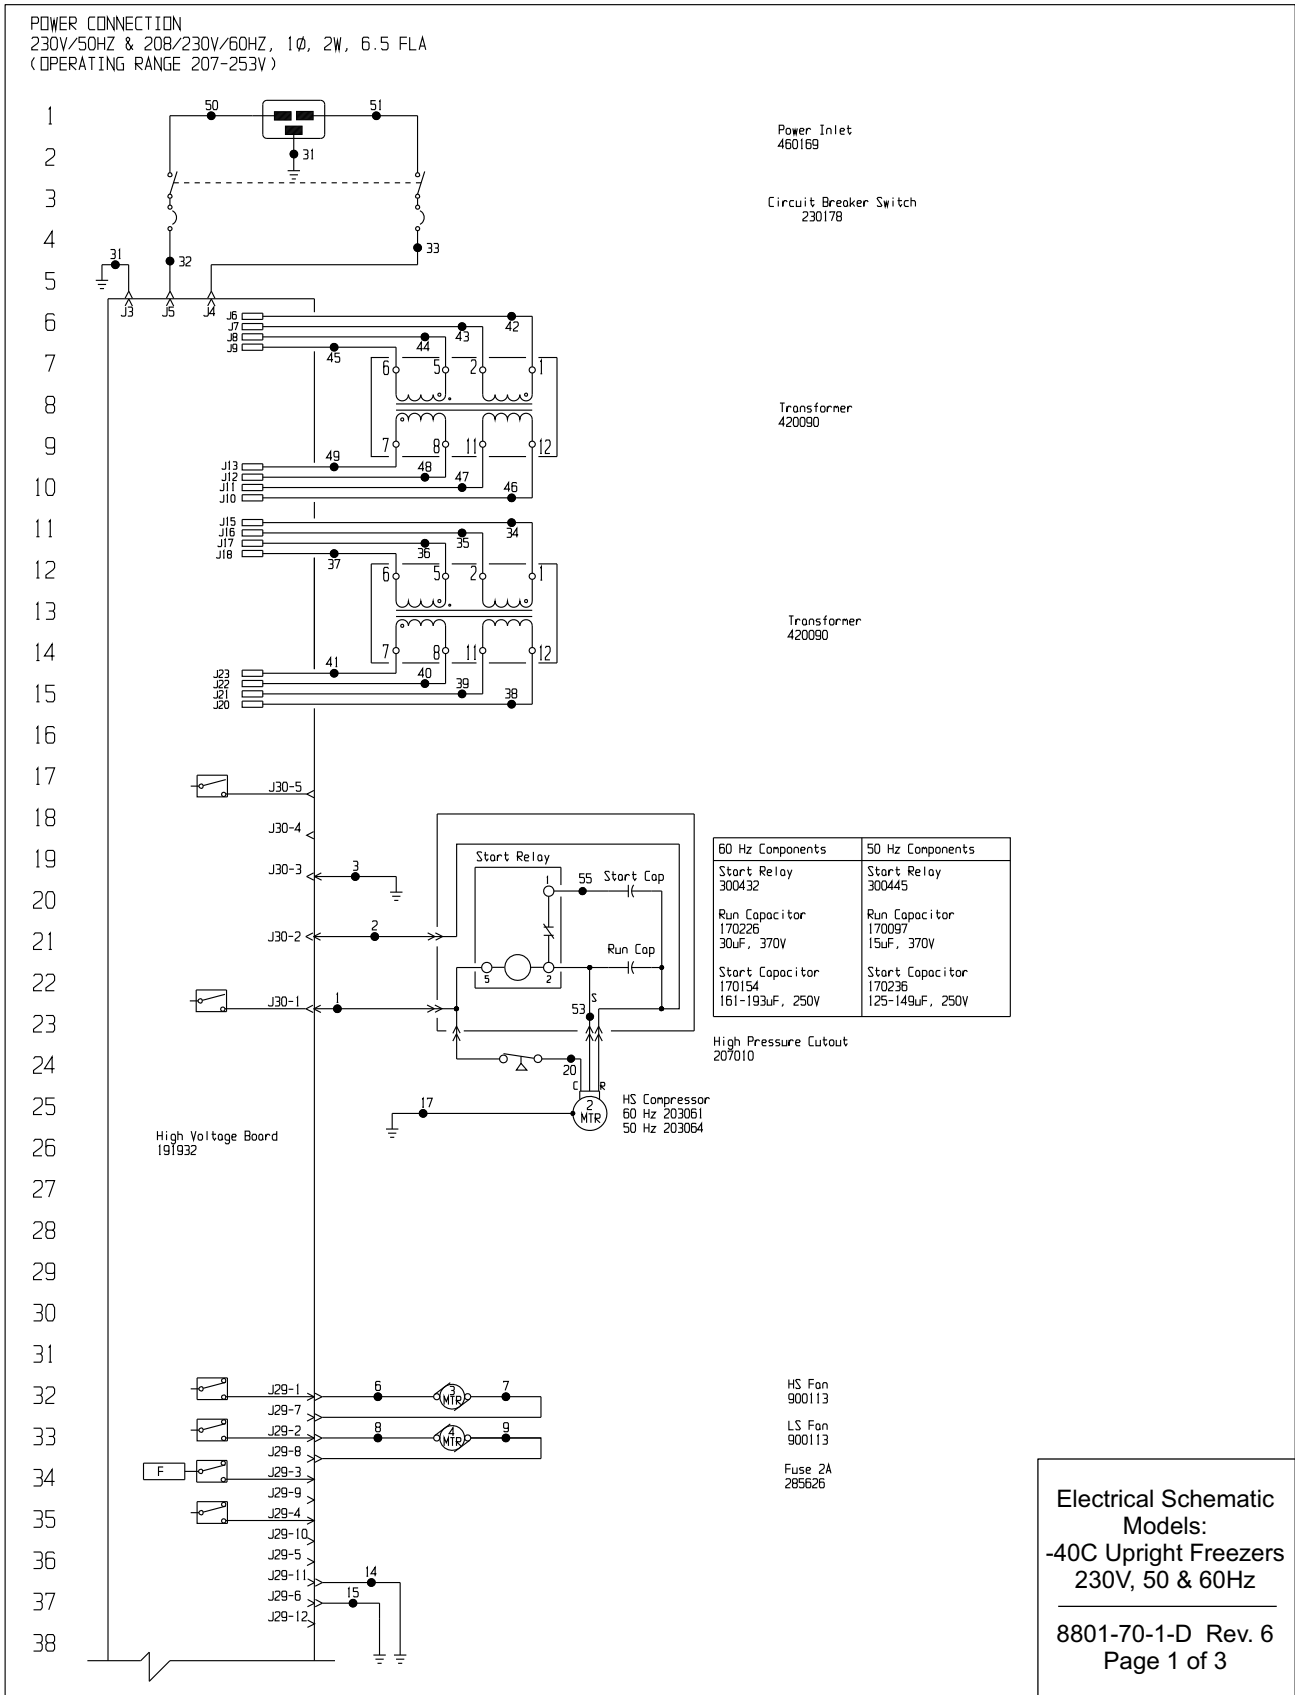 POWER CONNECTION
230V/50HZ & 208/230V/60HZ, 1Ø, 2W, 6.5 FLA
(OPERATING RANGE 207-253V)
1
50
51
Power Inlet
460169
2
31
3
Circuit Breaker Switch
230178
4
31
32
33
5
J3
J5
J4
6
J6
J7
J8
J9
42
43
44
45
7
6
5
2
1
8
Transformer
420090
9
7
8
11
12
J13
J12
J11
J10
49
48
47
46
10
11
J15
J16
J17
J18
34
35
36
37
12
6
5
2
1
13
Transformer
420090
14
7
8
11
12
J23
J22
J21
J20
41
40
39
38
15
16
17
J30-5
18
J30-4
19
J30-3
3
Start Relay
1
55
Start Cap
20
21
J30-2
2
Run Cap
5
2
22
J30-1
1
S
53
23
60 Hz Components
50 Hz Components
Start Relay
300432
Start Relay
300445
Run Capacitor
170226
30uF, 370V
Run Capacitor
170097
15uF, 370V
Start Capacitor
170154
161-193uF, 250V
Start Capacitor
170236
125-149uF, 250V
High Pressure Cutout
207010
24
20
C
R
25
17
2
MTR
HS Compressor
60 Hz 203061
50 Hz 203064
High Voltage Board
191932
26
27
28
29
30
31
32
J29-1
6
3
MTR
7
HS Fan
900113
J29-7
33
J29-2
8
4
MTR
9
LS Fan
900113
J29-8
34
F
J29-3
Fuse 2A
285626
J29-9
35
J29-4
J29-10
36
J29-5
J29-11
14
37
J29-6
15
J29-12
38
Electrical Schematic
Models:
-40C Upright Freezers
230V, 50 & 60Hz
8801-70-1-D Rev. 6
Page 1 of 3